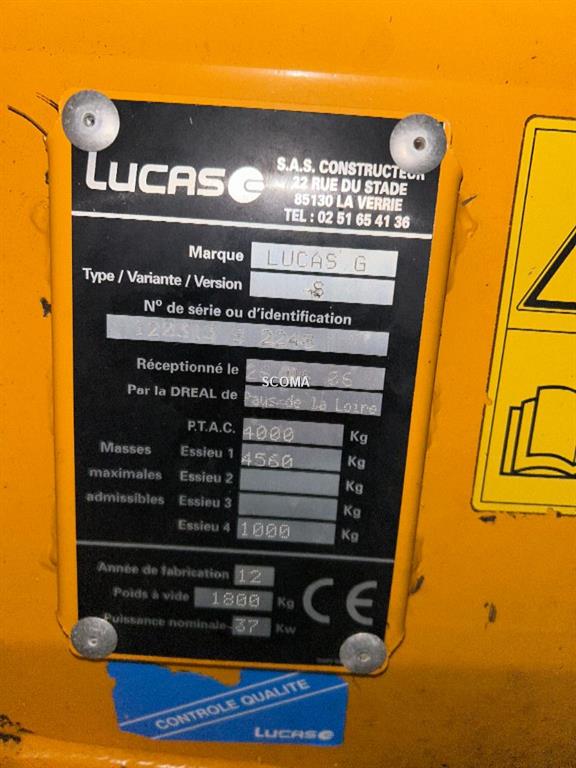 LUCAS G
S.A.S. CONSTRUCTEUR
22 RUE DU STADE
85130 LA VERRIE
TEL : 02 51 65 41 36
Marque LUCAS G
Type / Variante / Version
N° de série ou d'identification
Réceptionné le
SCOMA
Par la DREAL de Pays de la Loire
P.T.A.C. 4000 Kg
Masses Essieu 1 4560 Kg
maximales Essieu 2 Kg
admissibles Essieu 3 Kg
Essieu 4 1000 Kg
Année de fabrication 12
Poids à vide 1800 Kg
Puissance nominale 37 Kw
CE
CONTROLE QUALITE
LUCAS G